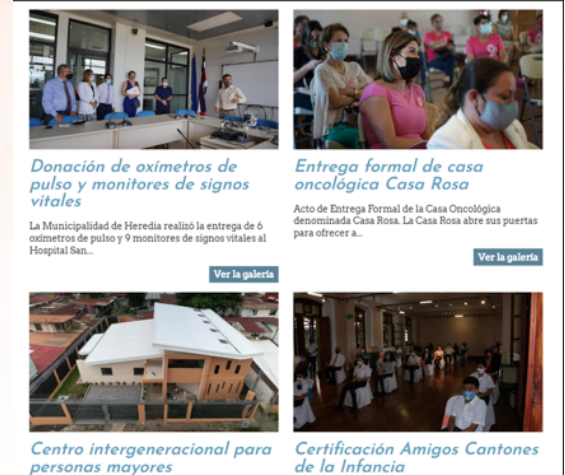 Donación de oxímetros de
pulso y monitores de signos
vitales
La Municipalidad de Heredia realizó la entrega de 6
oxímetros de pulso y 9 monitores de signos vitales al
Hospital San...
Ver la galería
Entrega formal de casa
oncológica Casa Rosa
Acto de Entrega Formal de la Casa Oncológica
denominada Casa Rosa. La Casa Rosa abre sus puertas
para ofrecer a...
Ver la galería
Centro intergeneracional para
personas mayores
Certificación Amigos Cantones
de la Infancia